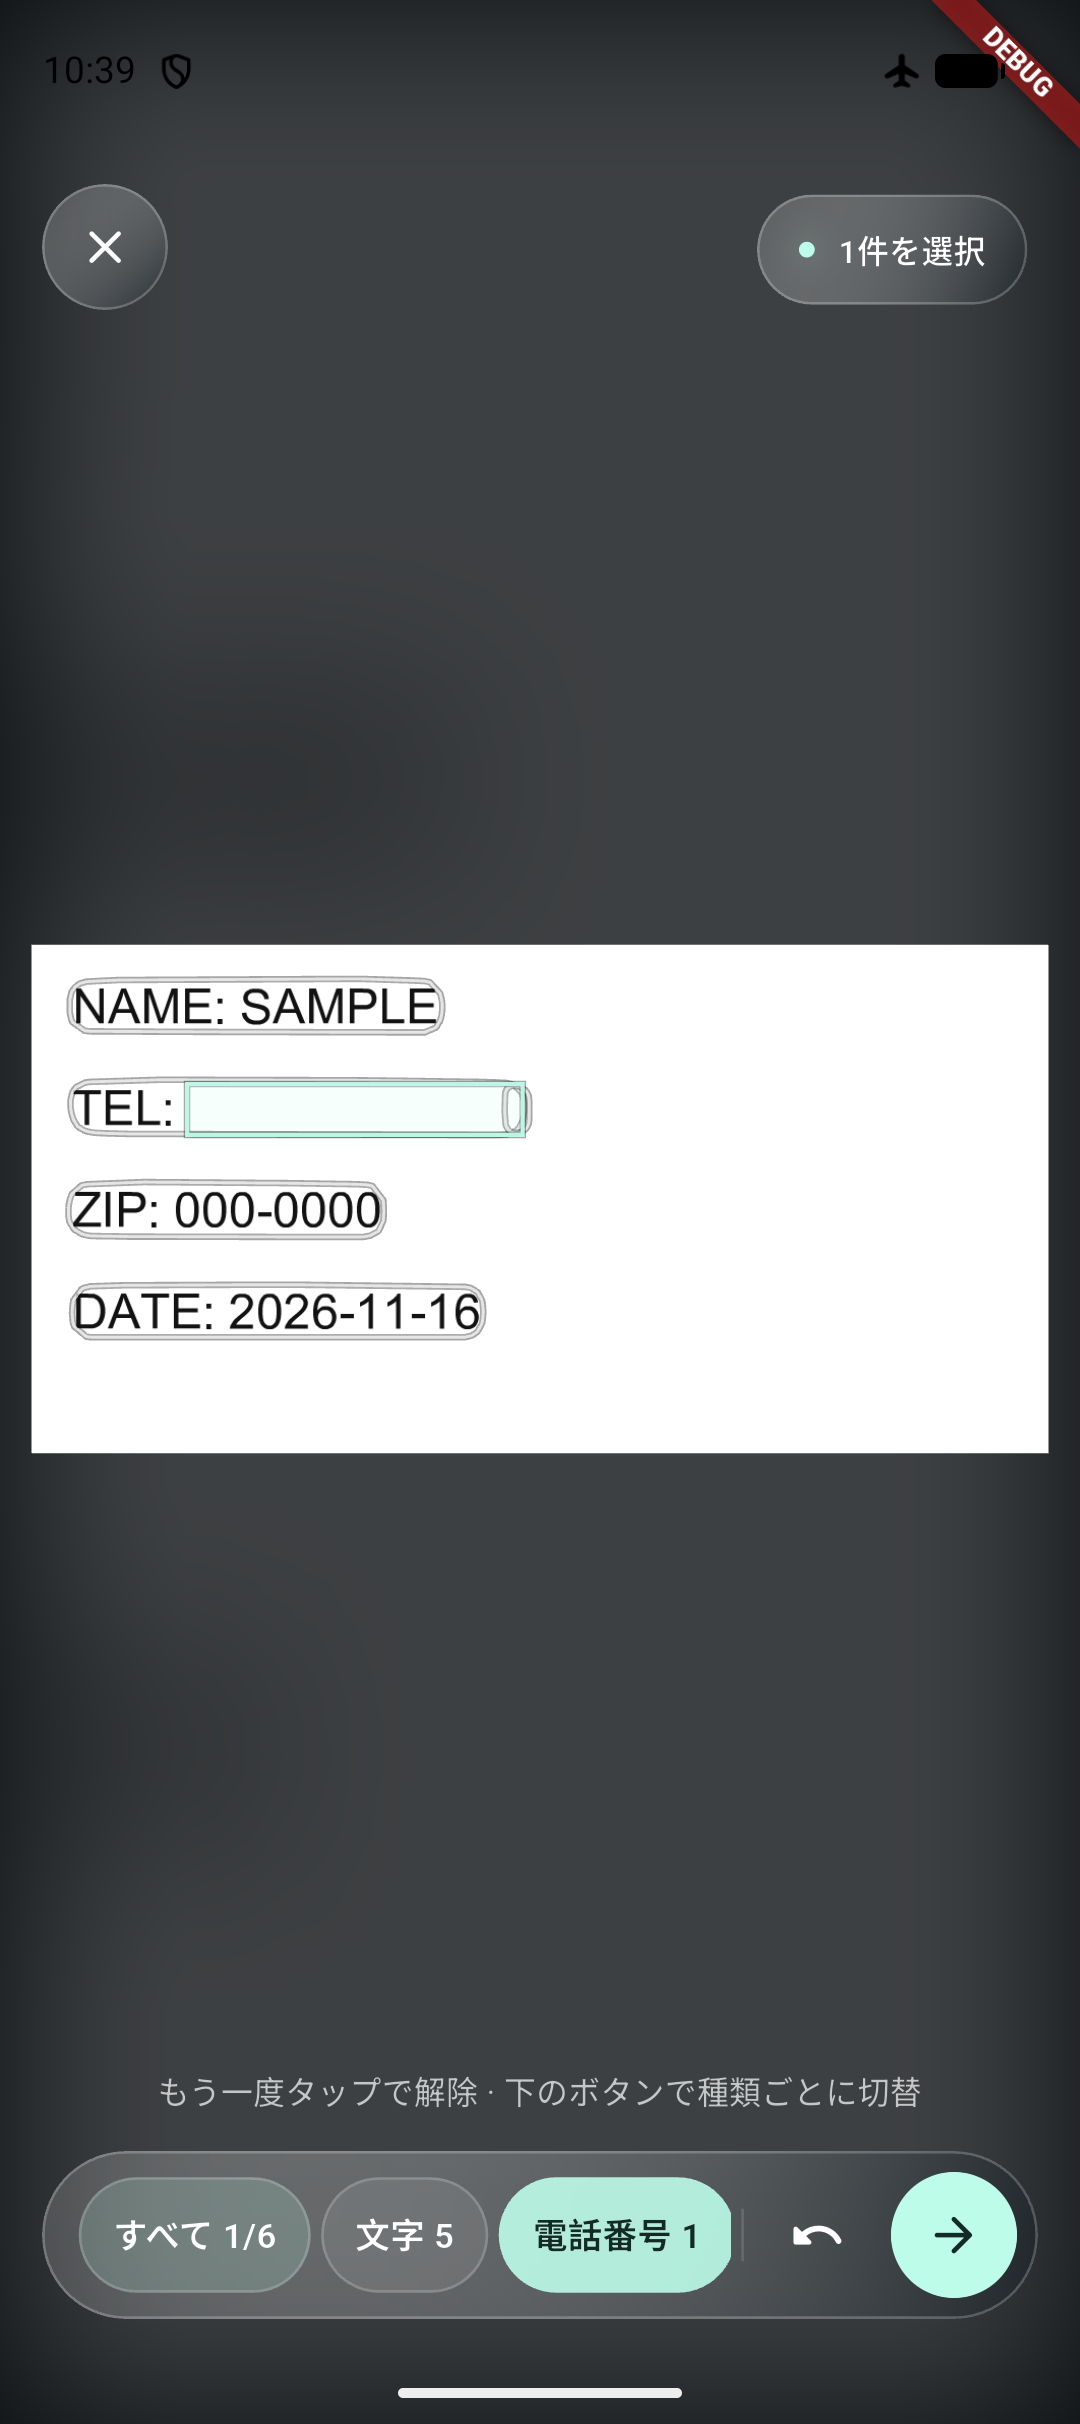 10:39
DEBUG
1件を選択
NAME: SAMPLE
TEL:
ZIP: 000-0000
DATE: 2026-11-16
もう一度タップで解除 · 下のボタンで種類ごとに切替
すべて 1/6
文字 5
電話番号 1